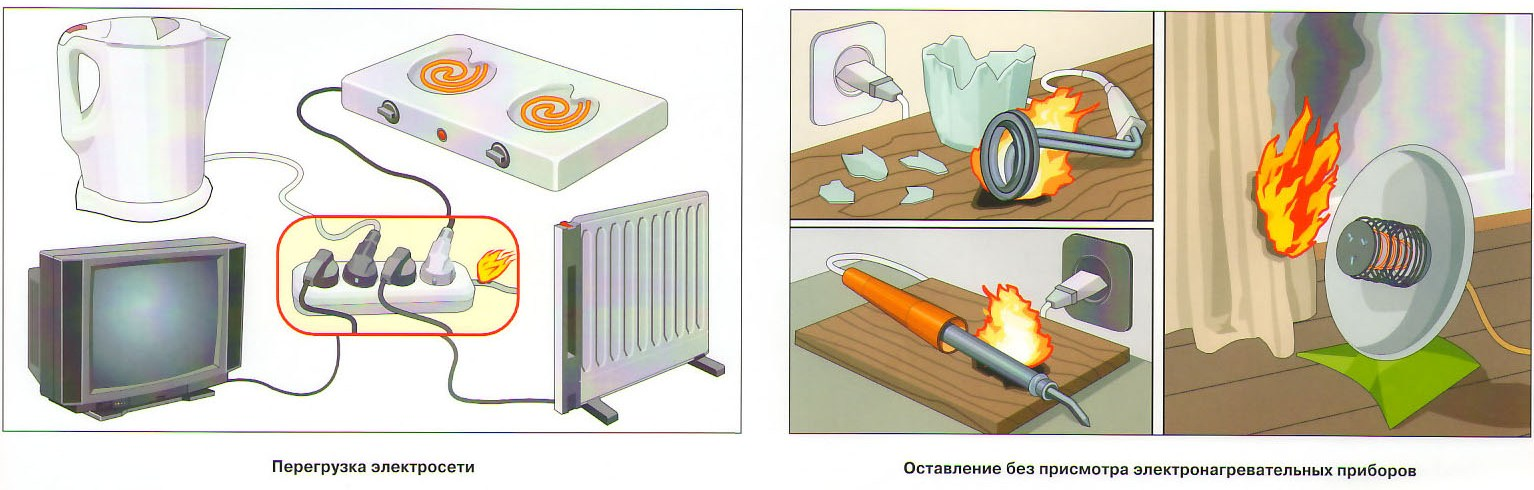 Перегрузка электросети
Оставление без присмотра электронагревательных приборов